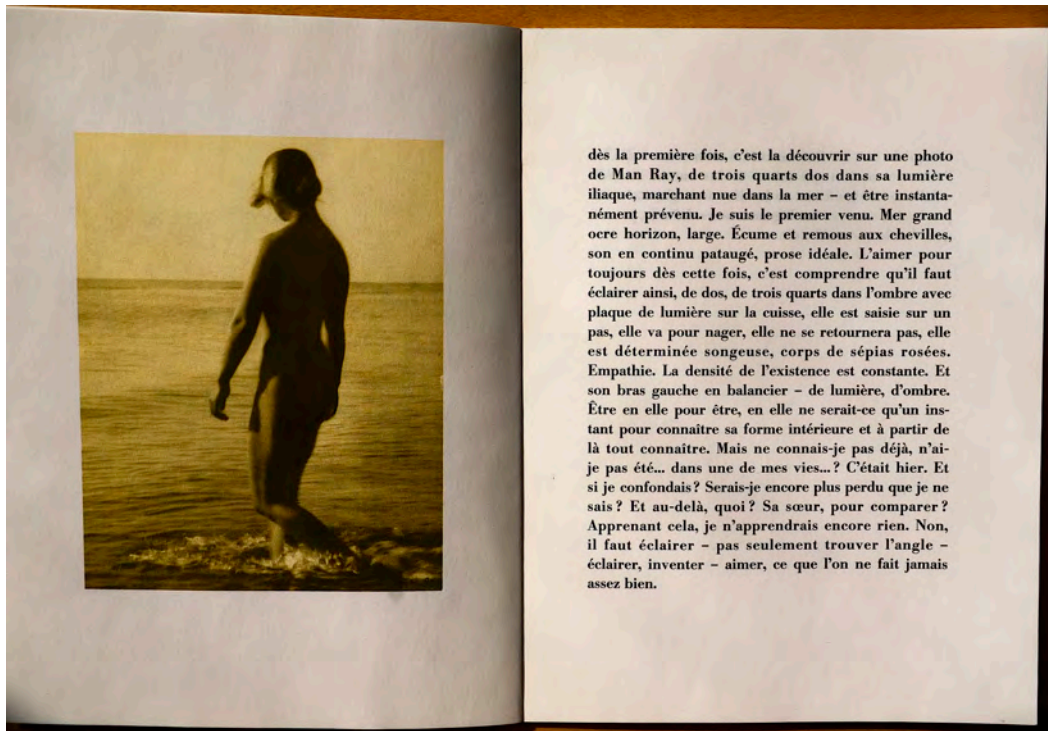 dès la première fois, c'est la découvrir sur une photo
de Man Ray, de trois quarts dos dans sa lumière
iliaque, marchant nue dans la mer – et être instanta-
nément prévenu. Je suis le premier venu. Mer grand
ocre horizon, large. Écume et remous aux chevilles,
son en continu pataugé, prose idéale. L'aimer pour
toujours dès cette fois, c'est comprendre qu'il faut
éclairer ainsi, de dos, de trois quarts dans l'ombre avec
plaque de lumière sur la cuisse, elle est saisie sur un
pas, elle va pour nager, elle ne se retournera pas, elle
est déterminée songeuse, corps de sépias rosées.
Empathie. La densité de l'existence est constante. Et
son bras gauche en balancier – de lumière, d'ombre.
Être en elle pour être, en elle ne serait-ce qu'un ins-
tant pour connaître sa forme intérieure et à partir de
là tout connaître. Mais ne connais-je pas déjà, n'ai-
je pas été... dans une de mes vies...? C'était hier. Et
si je confondais? Serais-je encore plus perdu que je ne
sais? Et au-delà, quoi? Sa sœur, pour comparer?
Apprenant cela, je n'apprendrais encore rien. Non,
il faut éclairer – pas seulement trouver l'angle –
éclairer, inventer – aimer, ce que l'on ne fait jamais
assez bien.